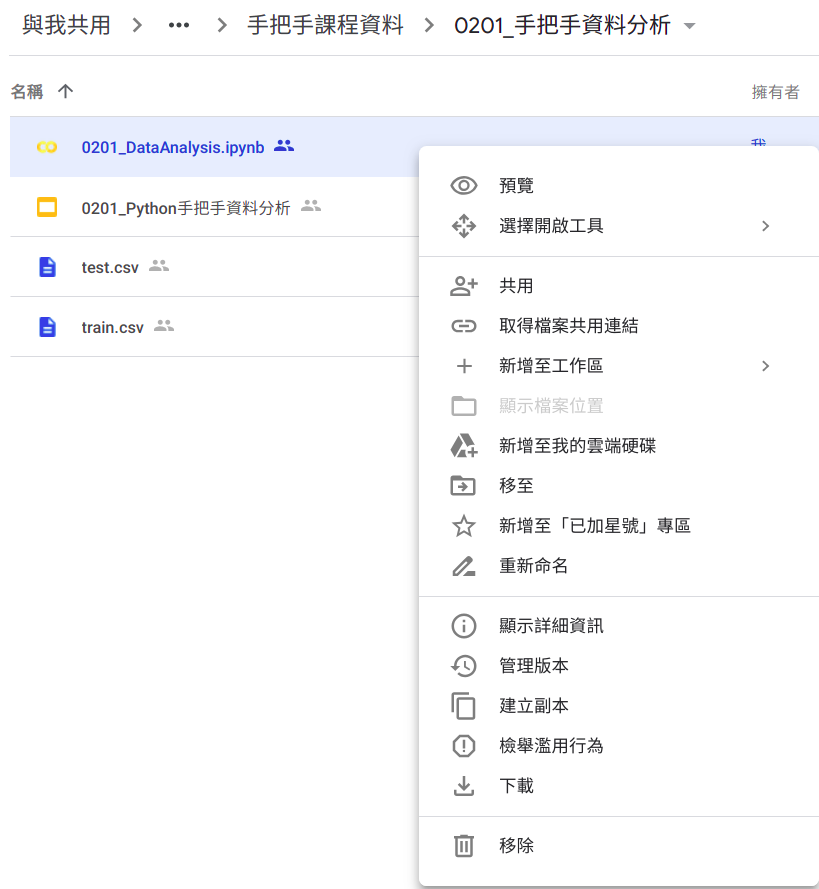 與我共用 > ••• > 手把手課程資料 > 0201_手把手資料分析
名稱 ↑ 擁有者
0201_DataAnalysis.ipynb 我
0201_Python手把手資料分析
test.csv
train.csv
預覽
選擇開啟工具
共用
取得檔案共用連結
新增至工作區
顯示檔案位置
新增至我的雲端硬碟
移至
新增至「已加星號」專區
重新命名
顯示詳細資訊
管理版本
建立副本
檢舉濫用行為
下載
移除